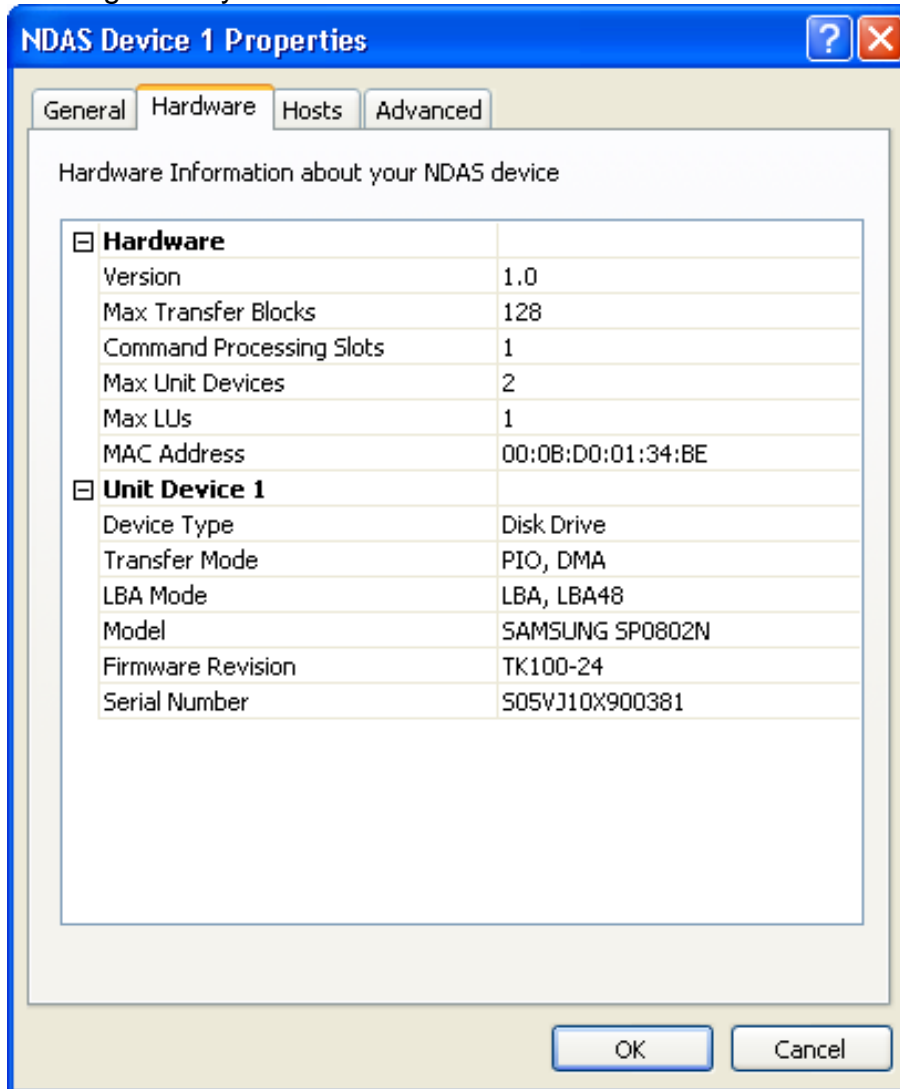 NDAS Device 1 Properties
General Hardware Hosts Advanced
Hardware Information about your NDAS device
Hardware
Version 1.0
Max Transfer Blocks 128
Command Processing Slots 1
Max Unit Devices 2
Max LUs 1
MAC Address 00:0B:D0:01:34:BE
Unit Device 1
Device Type Disk Drive
Transfer Mode PIO, DMA
LBA Mode LBA, LBA48
Model SAMSUNG SP0802N
Firmware Revision TK100-24
Serial Number S05VJ10X900381
OK Cancel